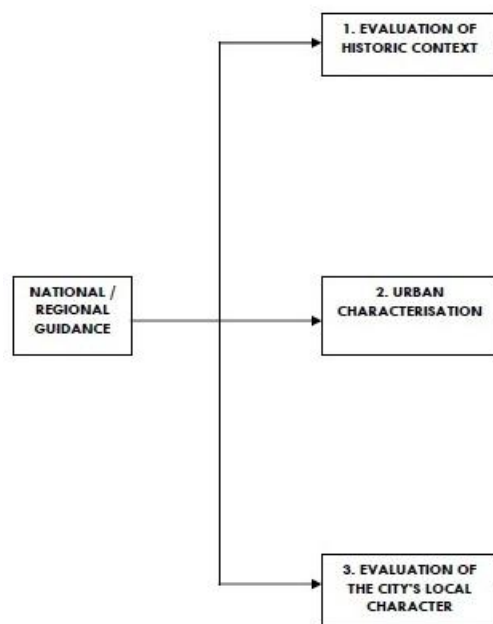 1. EVALUATION OF
HISTORIC CONTEXT
NATIONAL /
REGIONAL
GUIDANCE
2. URBAN
CHARACTERISATION
3. EVALUATION OF
THE CITY'S LOCAL
CHARACTER